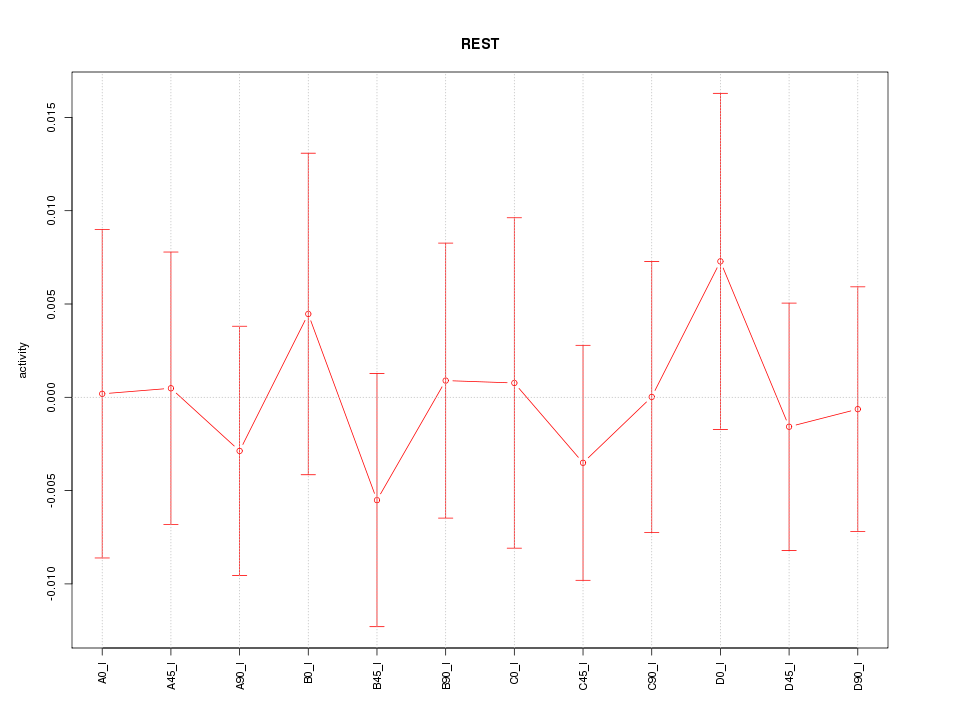 REST
activity
0.015
0.010
0.005
0.000
-0.005
-0.010
A0_I
A45_I
A90_I
B0_I
B45_I
B90_I
C0_I
C45_I
C90_I
D0_I
D45_I
D90_I